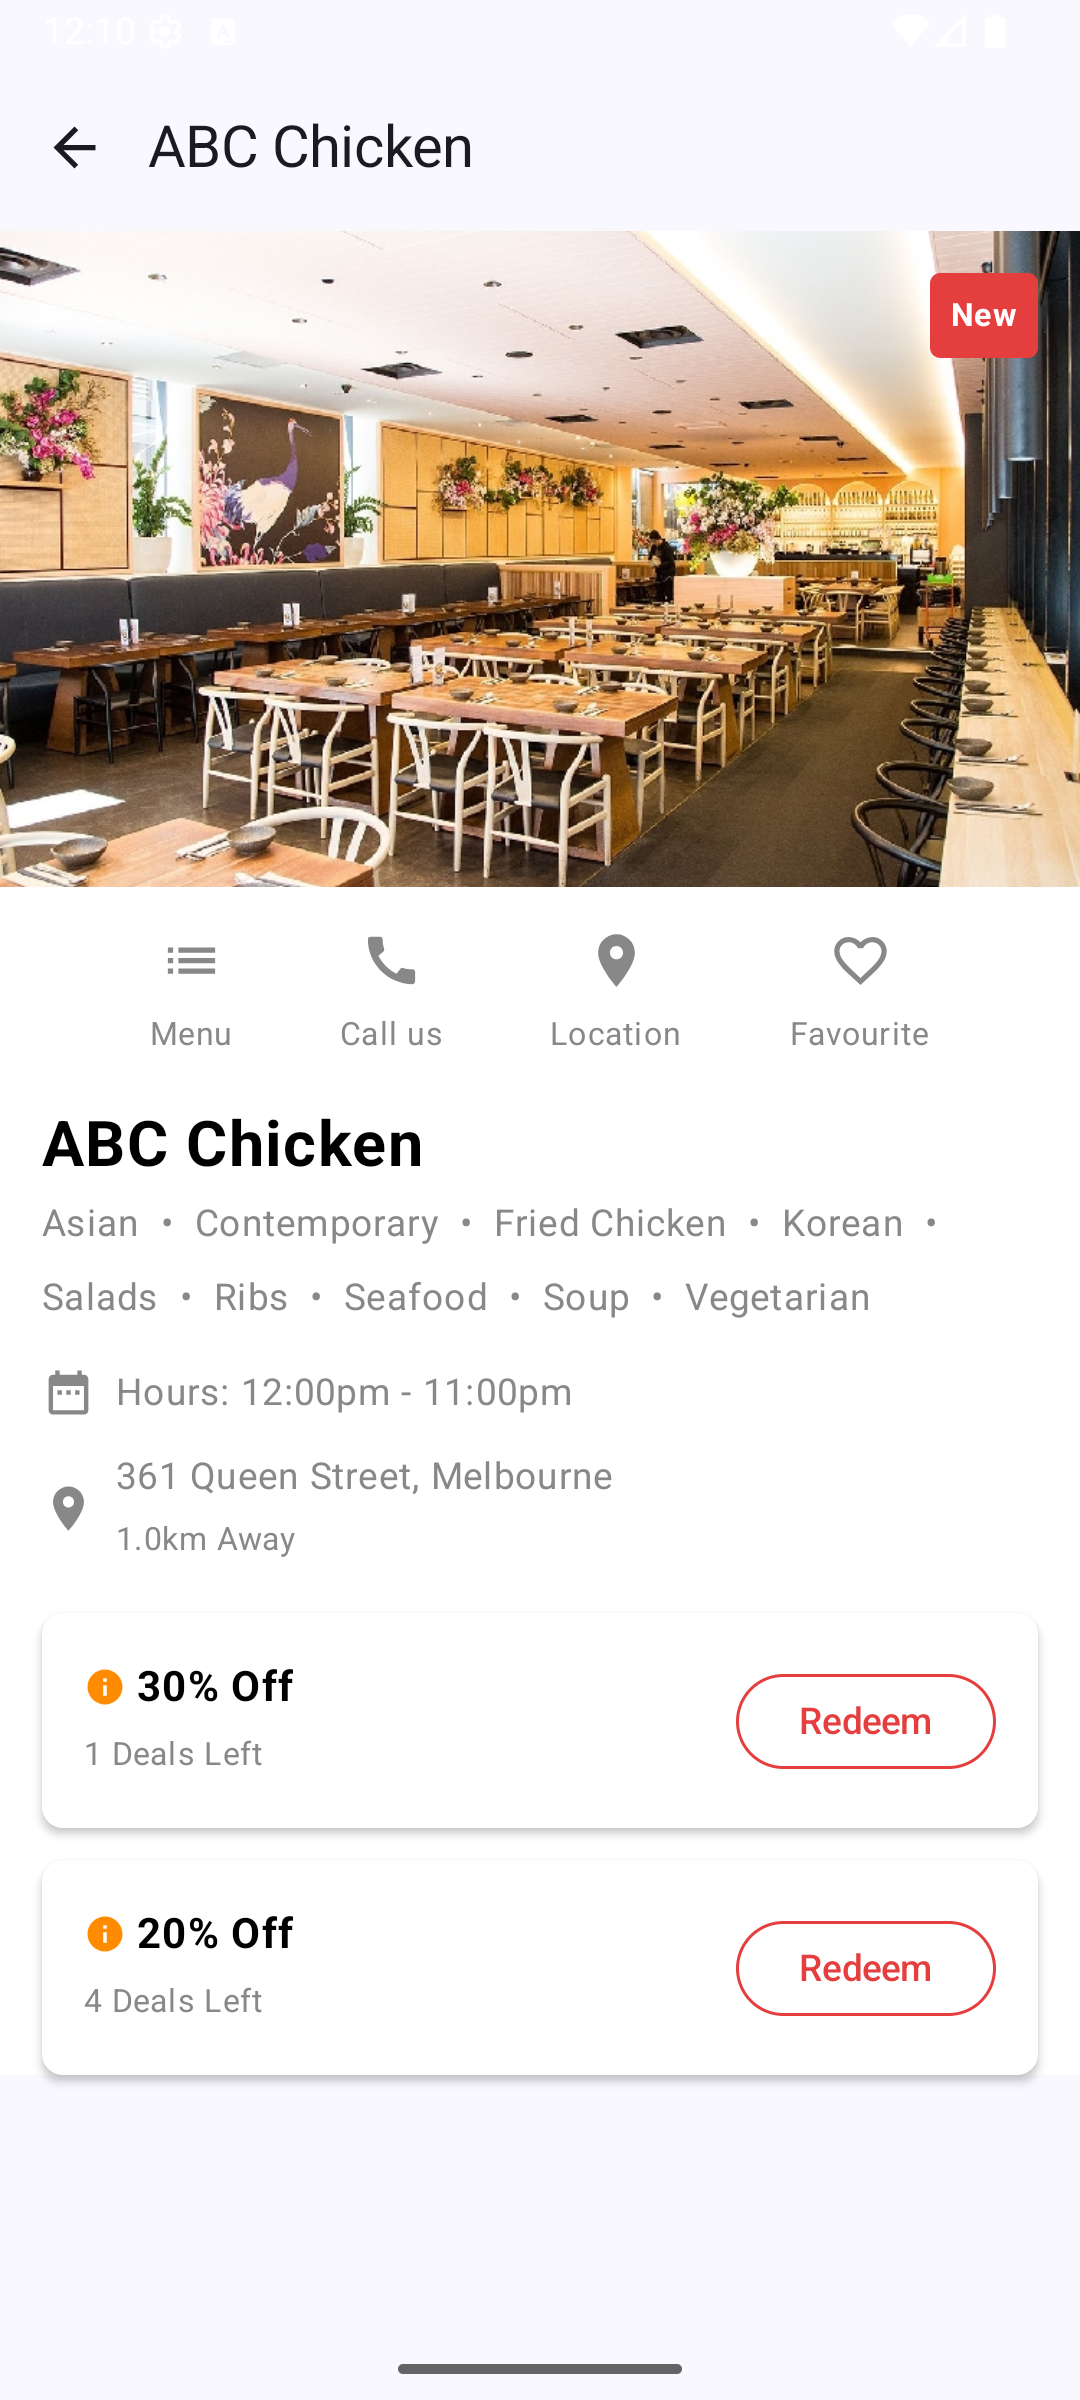 12:10
ABC Chicken
New
Menu
Call us
Location
Favourite
ABC Chicken
Asian • Contemporary • Fried Chicken • Korean •
Salads • Ribs • Seafood • Soup • Vegetarian
Hours: 12:00pm - 11:00pm
361 Queen Street, Melbourne
1.0km Away
30% Off
1 Deals Left
Redeem
20% Off
4 Deals Left
Redeem